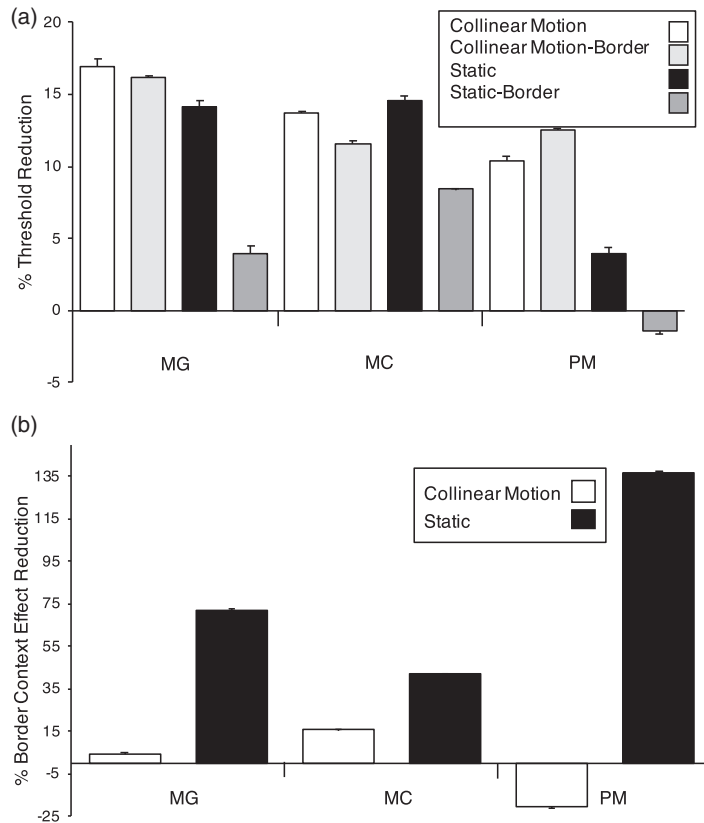 (a)
20
15
10
5
0
-5
% Threshold Reduction
Collinear Motion
Collinear Motion-Border
Static
Static-Border
MG
MC
PM
(b)
135
115
95
75
55
35
15
-5
-25
% Border Context Effect Reduction
Collinear Motion
Static
MG
MC
PM